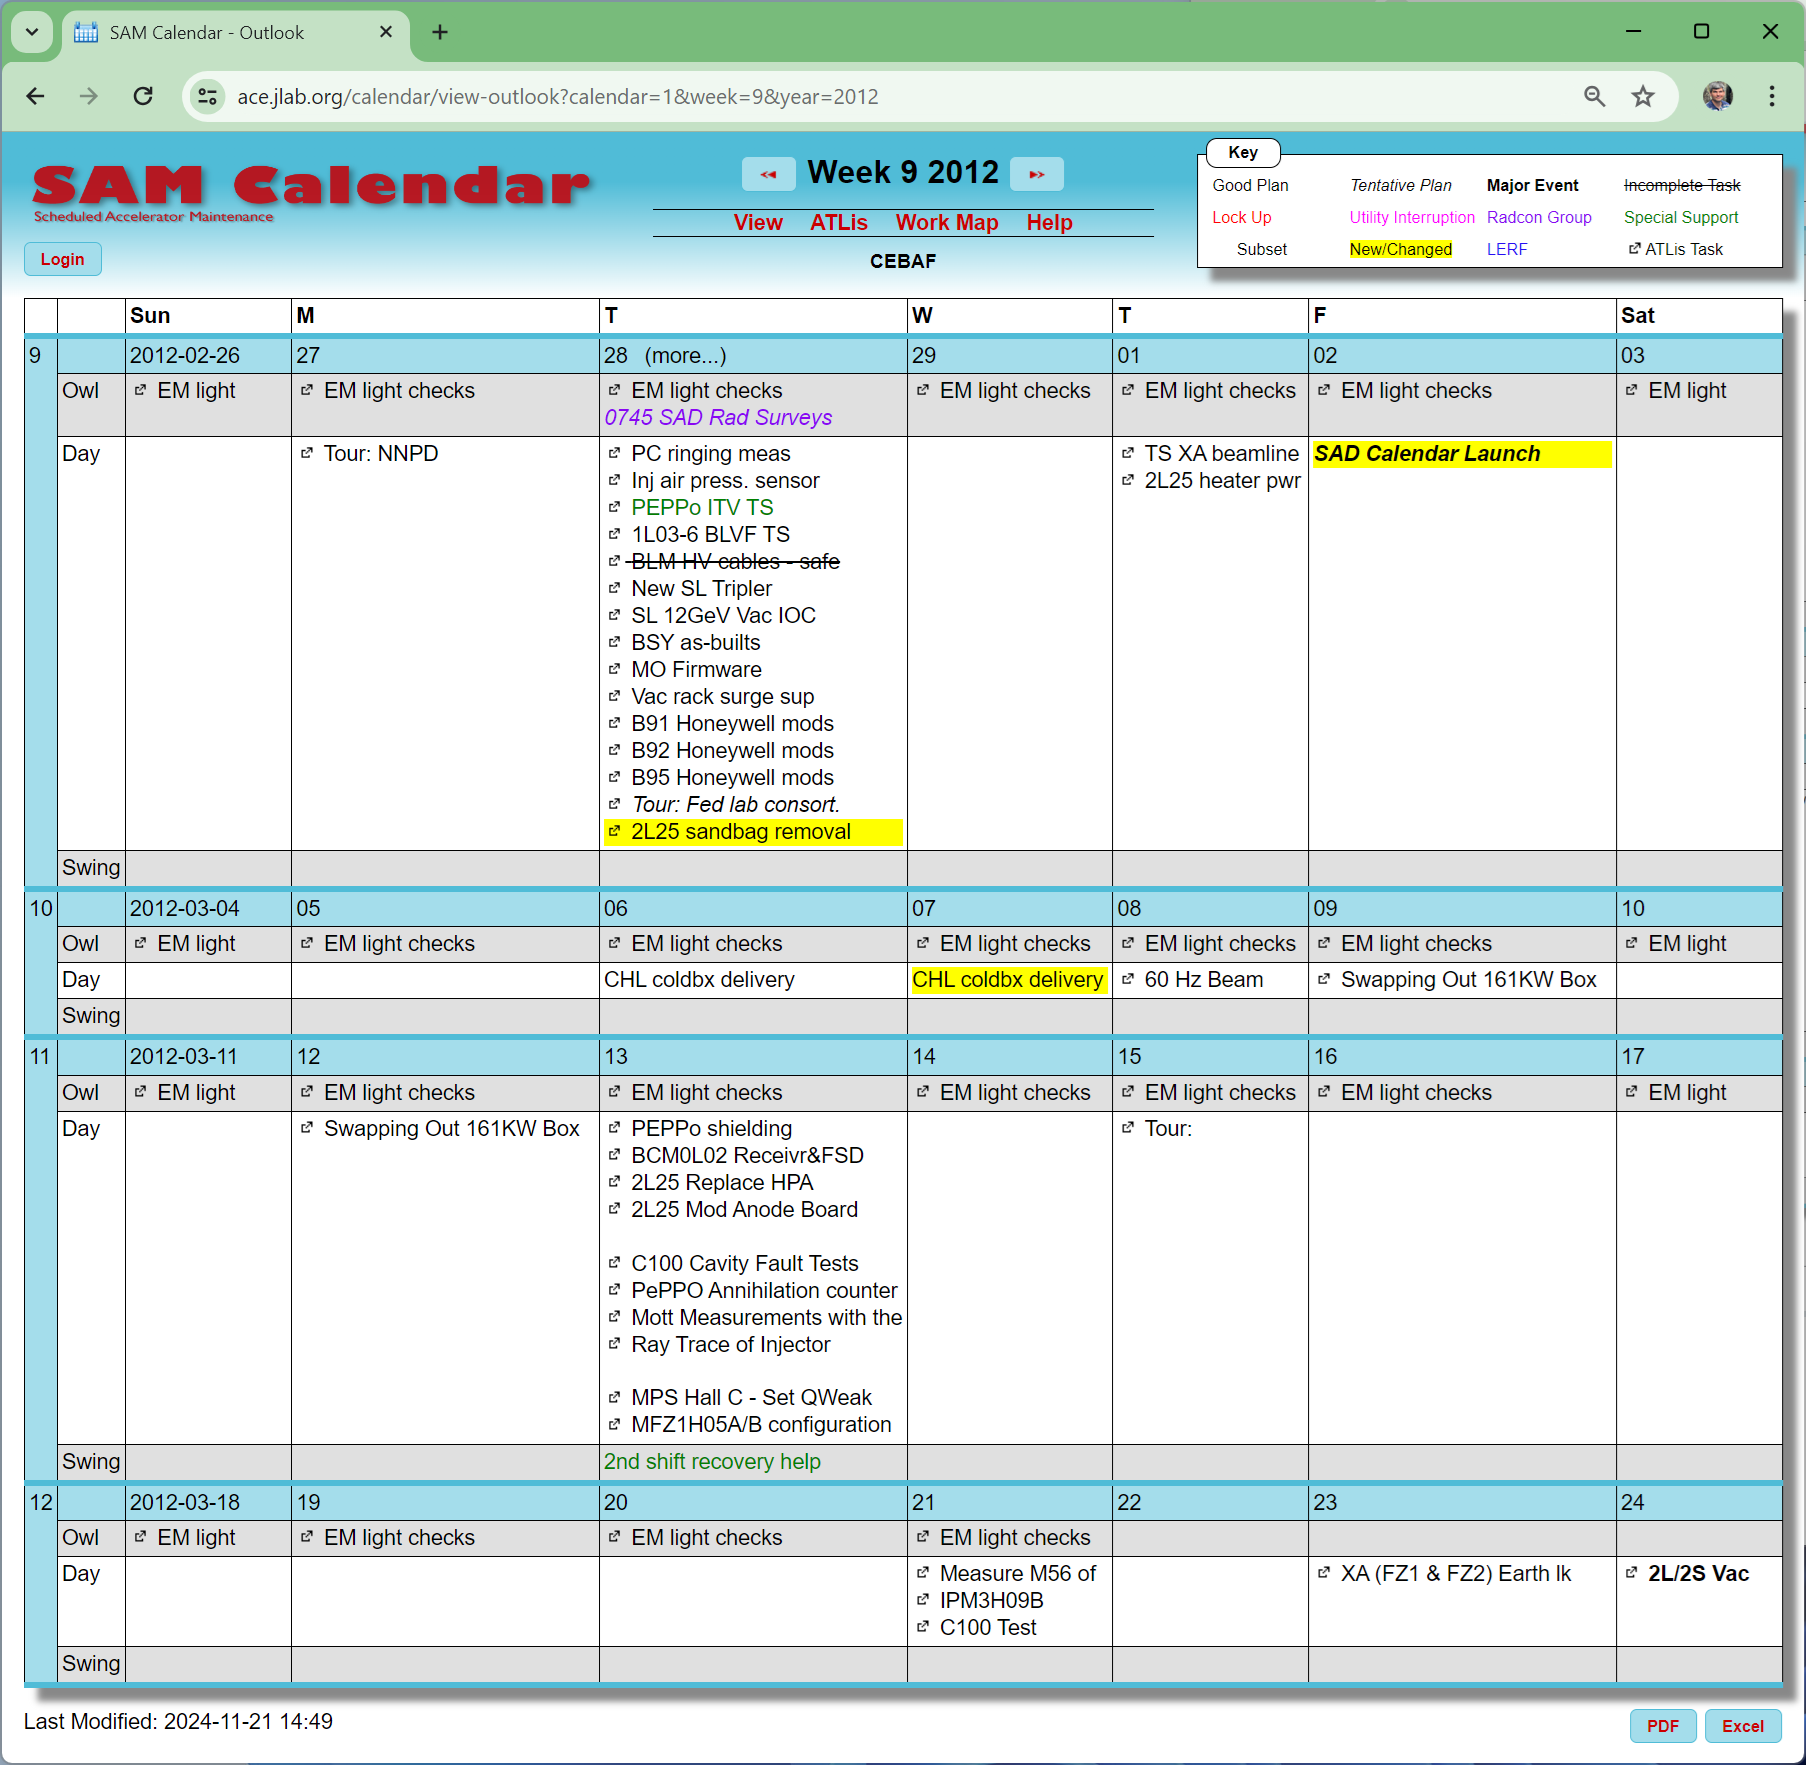 SAM Calendar - Outlook
ace.jlab.org/calendar/view-outlook?calendar=1&week=9&year=2012
SAM Calendar
Scheduled Accelerator Maintenance
Login
Week 9 2012
View ATLis Work Map Help
CEBAF
Key
Good Plan Tentative Plan Major Event Incomplete Task
Lock Up Utility Interruption Radcon Group Special Support
Subset New/Changed LERF ATLis Task
Sun M T W T F Sat
9 2012-02-26 27 28 (more...) 29 01 02 03
Owl EM light EM light checks EM light checks EM light checks EM light checks EM light checks EM light
0745 SAD Rad Surveys
Day Tour: NNPD PC ringing meas TS XA beamline SAD Calendar Launch
Inj air press. sensor 2L25 heater pwr
PEPPo ITV TS
1L03-6 BLVF TS
BLM HV cables - safe
New SL Tripler
SL 12GeV Vac IOC
BSY as-builts
MO Firmware
Vac rack surge sup
B91 Honeywell mods
B92 Honeywell mods
B95 Honeywell mods
Tour: Fed lab consort.
2L25 sandbag removal
Swing
10 2012-03-04 05 06 07 08 09 10
Owl EM light EM light checks EM light checks EM light checks EM light checks EM light checks EM light
Day CHL coldbx delivery CHL coldbx delivery 60 Hz Beam Swapping Out 161KW Box
Swing
11 2012-03-11 12 13 14 15 16 17
Owl EM light EM light checks EM light checks EM light checks EM light checks EM light checks EM light
Day Swapping Out 161KW Box PEPPo shielding Tour:
BCM0L02 Receivr&FSD
2L25 Replace HPA
2L25 Mod Anode Board
C100 Cavity Fault Tests
PePPO Annihilation counter
Mott Measurements with the
Ray Trace of Injector
MPS Hall C - Set QWeak
MFZ1H05A/B configuration
Swing 2nd shift recovery help
12 2012-03-18 19 20 21 22 23 24
Owl EM light EM light checks EM light checks EM light checks
Day Measure M56 of XA (FZ1 & FZ2) Earth lk 2L/2S Vac
IPM3H09B
C100 Test
Swing
Last Modified: 2024-11-21 14:49
PDF Excel